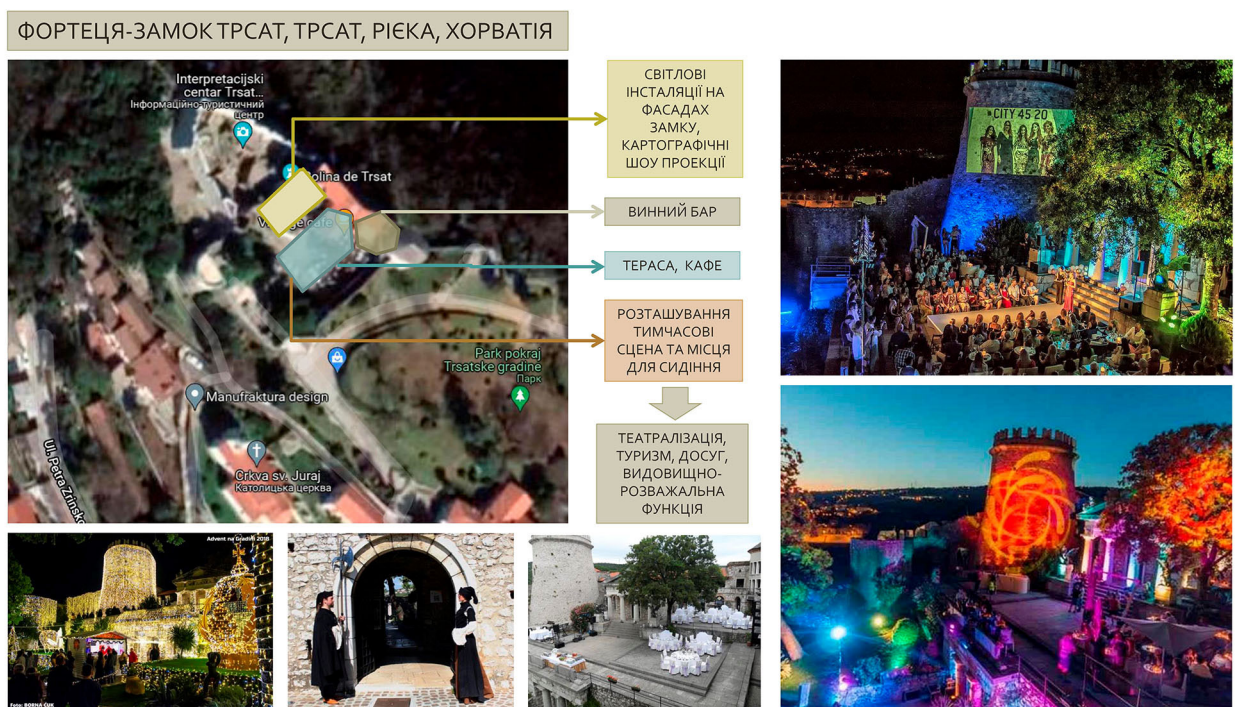 ФОРТЕЦЯ-ЗАМОК ТРСАТ, ТРСАТ, РІЄКА, ХОРВАТІЯ
Interpretacijski
centar Trsat...
Інформаційно-туристичний
центр
olina de Trsat
Manufaktura design
Park pokraj
Trsatske gradine
Парк
Crkva sv. Juraj
Католицька церква
Ul. Petra Zrinsk
СВІТЛОВІ
ІНСТАЛЯЦІЇ НА
ФАСАДАХ
ЗАМКУ,
КАРТОГРАФІЧНІ
ШОУ ПРОЕКЦІЇ
ВИННИЙ БАР
ТЕРАСА, КАФЕ
РОЗТАШУВАННЯ
ТИМЧАСОВІ
СЦЕНА ТА МІСЦЯ
ДЛЯ СИДІННЯ
ТЕАТРАЛІЗАЦІЯ,
ТУРИЗМ, ДОСУГ,
ВИДОВИЩНО-
РОЗВАЖАЛЬНА
ФУНКЦІЯ
CITY 45 20
Advent na Gradini 2018
Foto: BORNA ĆUK